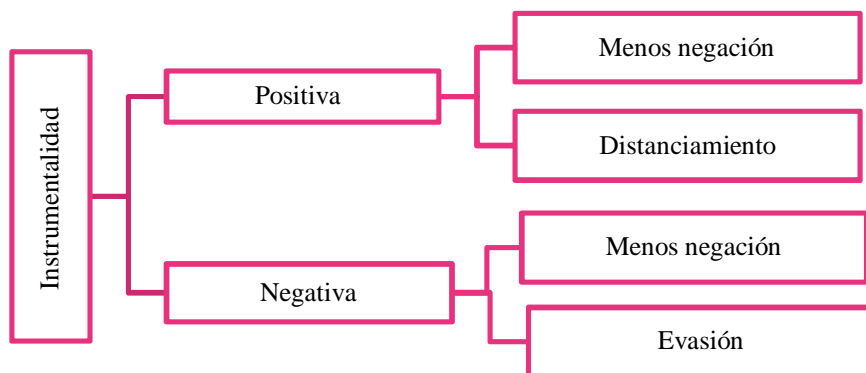 Instrumentalidad
Positiva
Menos negación
Distanciamiento
Negativa
Menos negación
Evasión